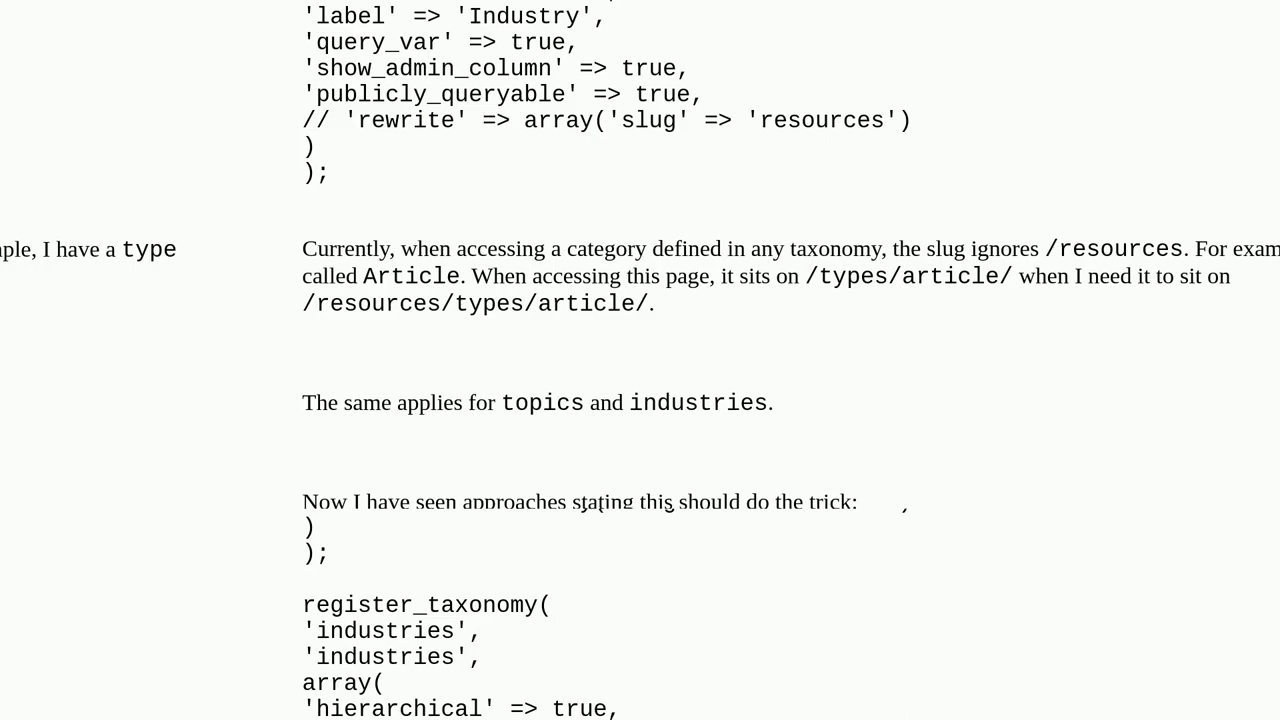 'label' => 'Industry',
'query_var' => true,
'show_admin_column' => true,
'publicly_queryable' => true,
// 'rewrite' => array('slug' => 'resources')
)
);
Currently, when accessing a category defined in any taxonomy, the slug ignores /resources. For exam
ple, I have a type
called Article. When accessing this page, it sits on /types/article/ when I need it to sit on
/resources/types/article/.
The same applies for topics and industries.
Now I have seen approaches stating this should do the trick:
)
);
register_taxonomy(
'industries',
'industries',
array(
'hierarchical' => true,